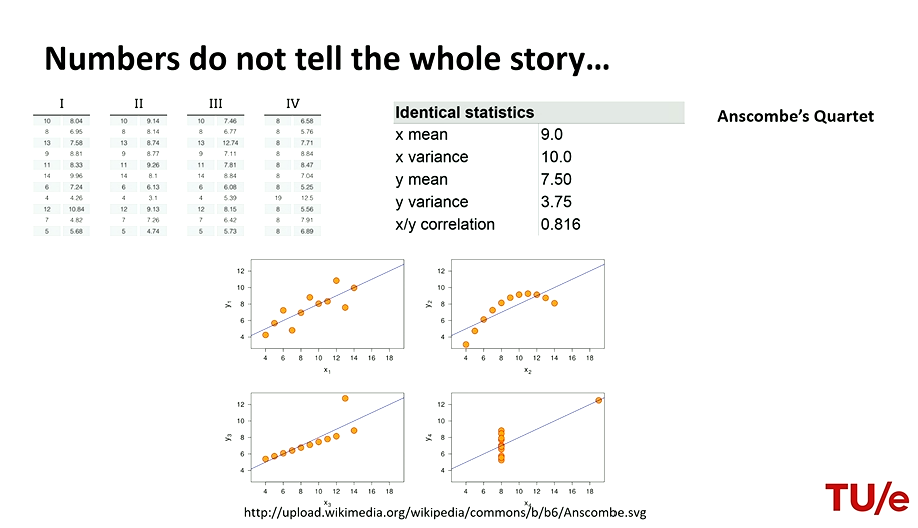 Numbers do not tell the whole story...
I II III IV
10 8.04 10 9.14 10 7.46 8 6.58
8 6.95 8 8.14 8 6.77 8 5.76
13 7.58 13 8.74 13 12.74 8 7.71
9 8.81 9 8.77 9 7.11 8 8.84
11 8.33 11 9.26 11 7.81 8 8.47
14 9.96 14 8.1 14 8.84 8 7.04
6 7.24 6 6.13 6 6.08 8 5.25
4 4.26 4 3.1 4 5.39 19 12.5
12 10.84 12 9.13 12 8.15 8 5.56
7 4.82 7 7.26 7 6.42 8 7.91
5 5.68 5 4.74 5 5.73 8 6.89
Identical statistics
x mean 9.0
x variance 10.0
y mean 7.50
y variance 3.75
x/y correlation 0.816
Anscombe's Quartet
12
10
8
6
4
y1
4 6 8 10 12 14 16 18
x1
12
10
8
6
4
y2
4 6 8 10 12 14 16 18
x2
12
10
8
6
4
y3
4 6 8 10 12 14 16 18
x3
12
10
8
6
4
y4
4 6 8 10 12 14 16 18
x4
http://upload.wikimedia.org/wikipedia/commons/b/b6/Anscombe.svg
TU/e